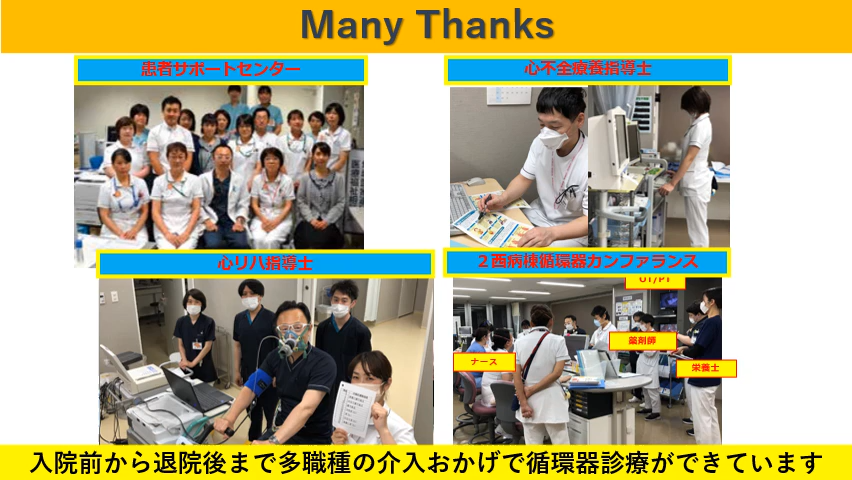 Many Thanks
患者サポートセンター
心不全療養指導士
心リハ指導士
２西病棟循環器カンファランス
OT/PT
薬剤師
ナース
栄養士
入院前から退院後まで多職種の介入おかげで循環器診療ができています